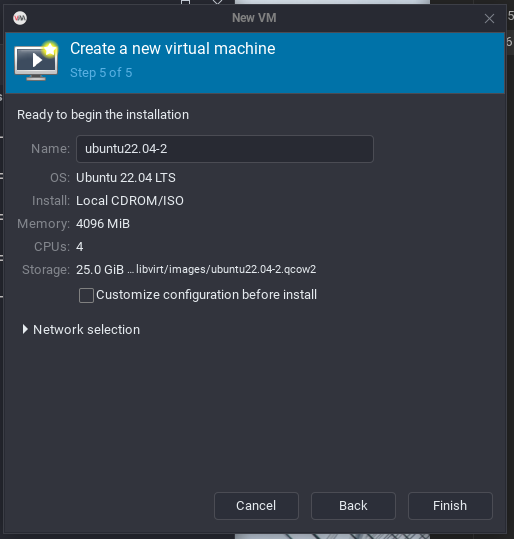 New VM
Create a new virtual machine
Step 5 of 5
Ready to begin the installation
Name: ubuntu22.04-2
OS: Ubuntu 22.04 LTS
Install: Local CDROM/ISO
Memory: 4096 MiB
CPUs: 4
Storage: 25.0 GiB ...libvirt/images/ubuntu22.04-2.qcow2
Customize configuration before install
Network selection
Cancel Back Finish